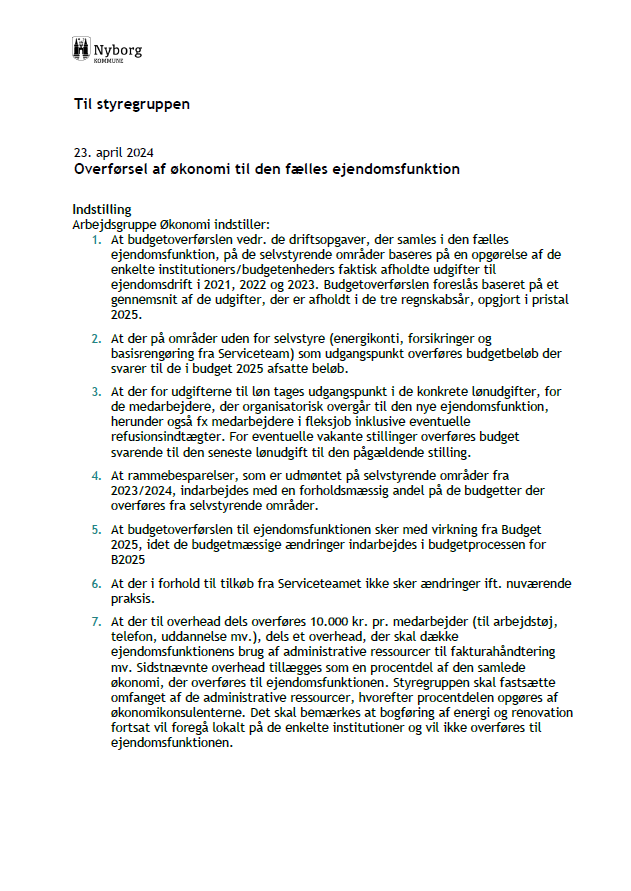 Nyborg
KOMMUNE
Til styregruppen
23. april 2024
Overførsel af økonomi til den fælles ejendomsfunktion
Indstilling
Arbejdsgruppe Økonomi indstiller:
1. At budgetoverførslen vedr. de driftsopgaver, der samles i den fælles
ejendomsfunktion, på de selvstyrende områder baseres på en opgørelse af de
enkelte institutioners/budgetenheders faktisk afholdte udgifter til
ejendomsdrift i 2021, 2022 og 2023. Budgetoverførslen foreslås baseret på et
gennemsnit af de udgifter, der er afholdt i de tre regnskabsår, opgjort i pristal
2025.
2. At der på områder uden for selvstyre (energikonti, forsikringer og
basisrengøring fra Serviceteam) som udgangspunkt overføres budgetbeløb der
svarer til de i budget 2025 afsatte beløb.
3. At der for udgifterne til løn tages udgangspunkt i de konkrete lønudgifter, for
de medarbejdere, der organisatorisk overgår til den nye ejendomsfunktion,
herunder også fx medarbejdere i fleksjob inklusive eventuelle
refusionsindtægter. For eventuelle vakante stillinger overføres budget
svarende til den seneste lønudgift til den pågældende stilling.
4. At rammebesparelser, som er udmøntet på selvstyrende områder fra
2023/2024, indarbejdes med en forholdsmæssig andel på de budgetter der
overføres fra selvstyrende områder.
5. At budgetoverførslen til ejendomsfunktionen sker med virkning fra Budget
2025, idet de budgetmæssige ændringer indarbejdes i budgetprocessen for
B2025
6. At der i forhold til tilkøb fra Serviceteamet ikke sker ændringer ift. nuværende
praksis.
7. At der til overhead dels overføres 10.000 kr. pr. medarbejder (til arbejdstøj,
telefon, uddannelse mv.), dels et overhead, der skal dække
ejendomsfunktionens brug af administrative ressourcer til fakturahåndtering
mv. Sidstnævnte overhead tillægges som en procentdel af den samlede
økonomi, der overføres til ejendomsfunktionen. Styregruppen skal fastsætte
omfanget af de administrative ressourcer, hvorefter procentdelen opgøres af
økonomikonsulenterne. Det skal bemærkes at bogføring af energi og renovation
fortsat vil foregå lokalt på de enkelte institutioner og vil ikke overføres til
ejendomsfunktionen.